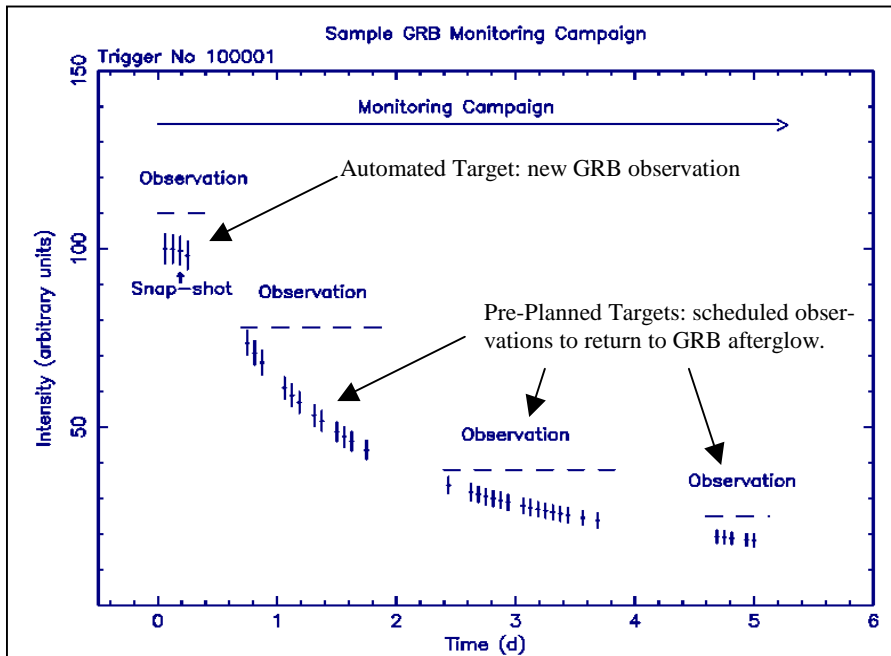 Sample GRB Monitoring Campaign
Trigger No 100001
150
Monitoring Campaign
Automated Target: new GRB observation
Observation
100
Snap-shot
Observation
Pre-Planned Targets: scheduled obser-
vations to return to GRB afterglow.
Intensity (arbitrary units)
50
Observation
Observation
0 1 2 3 4 5 6
Time (d)